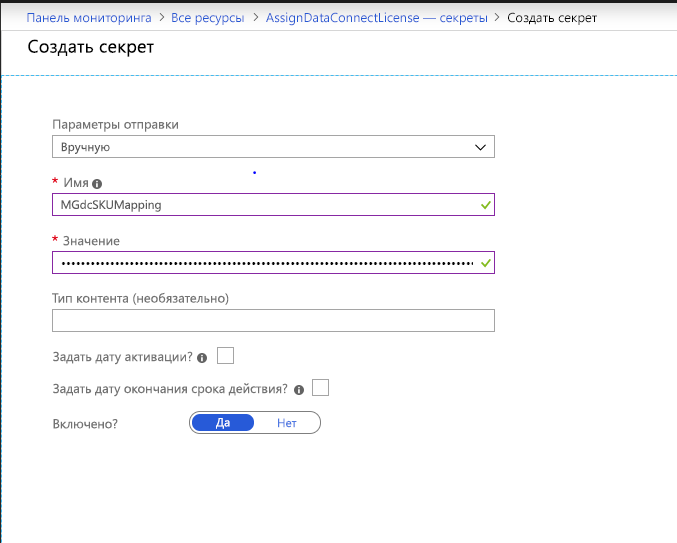 Панель мониторинга > Все ресурсы > AssignDataConnectLicense — секреты > Создать секрет
Создать секрет
Параметры отправки
Вручную
* Имя
MGdcSKUMapping
* Значение
Тип контента (необязательно)
Задать дату активации?
Задать дату окончания срока действия?
Включено? Да Нет